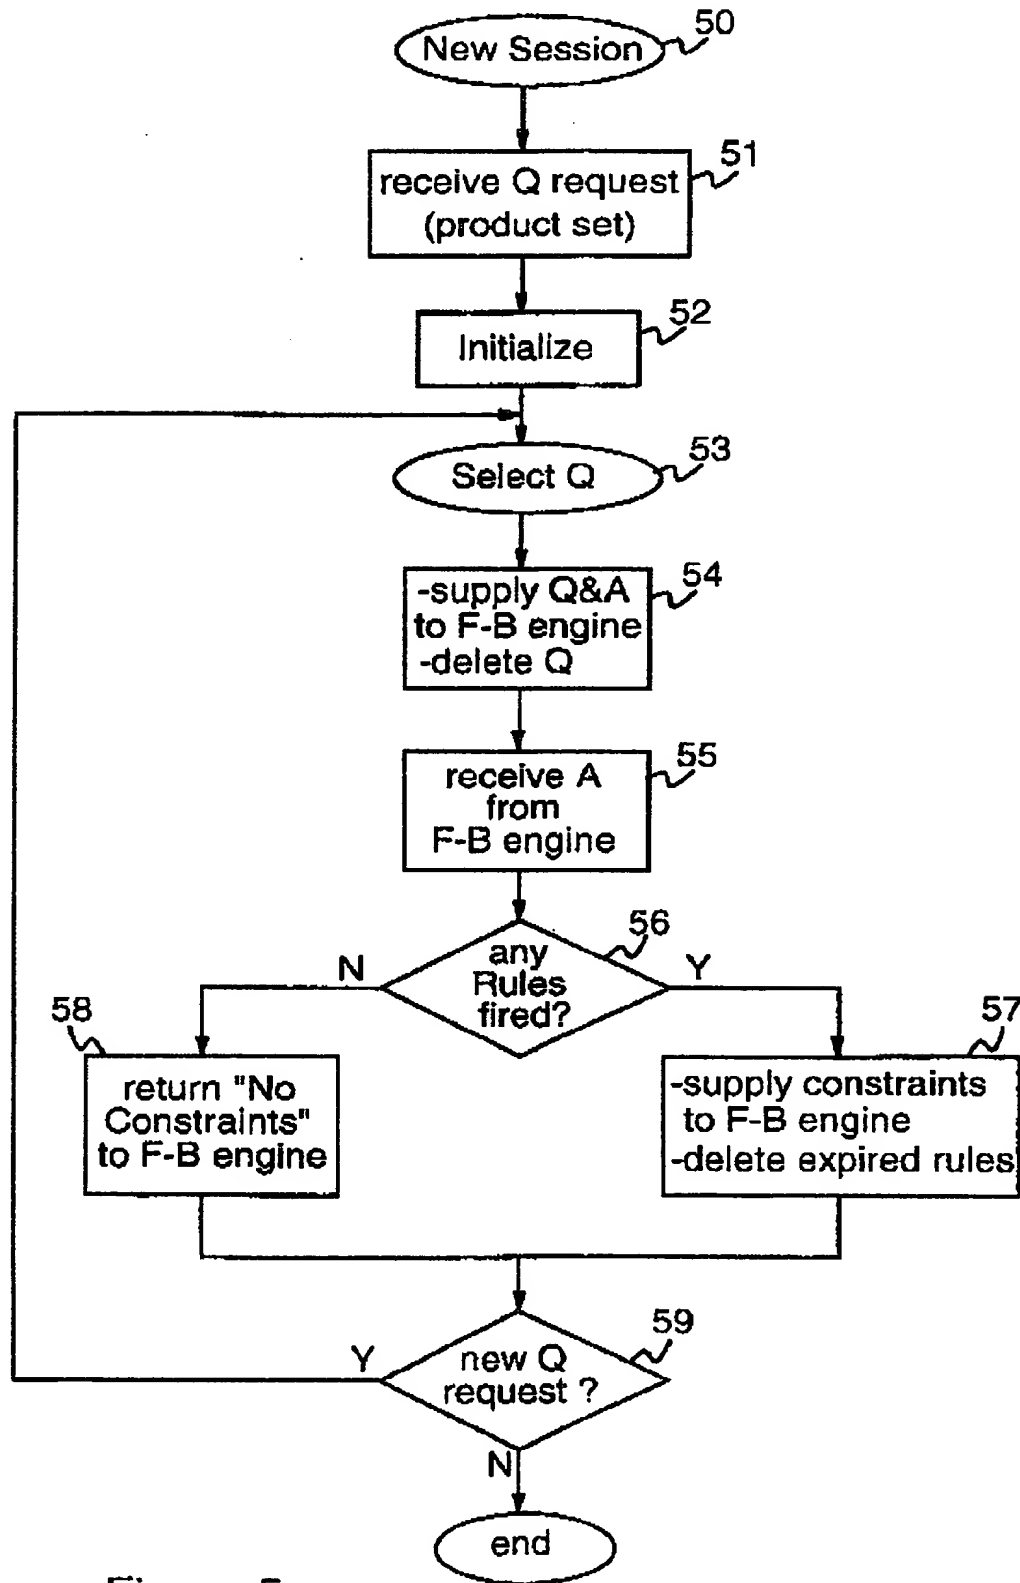 New Session
50
receive Q request
(product set)
51
Initialize
52
Select Q
53
-supply Q&A
to F-B engine
-delete Q
54
receive A
from
F-B engine
55
any
Rules
fired?
56
N
Y
58
return "No
Constraints"
to F-B engine
57
-supply constraints
to F-B engine
-delete expired rules
new Q
request ?
59
Y
N
end